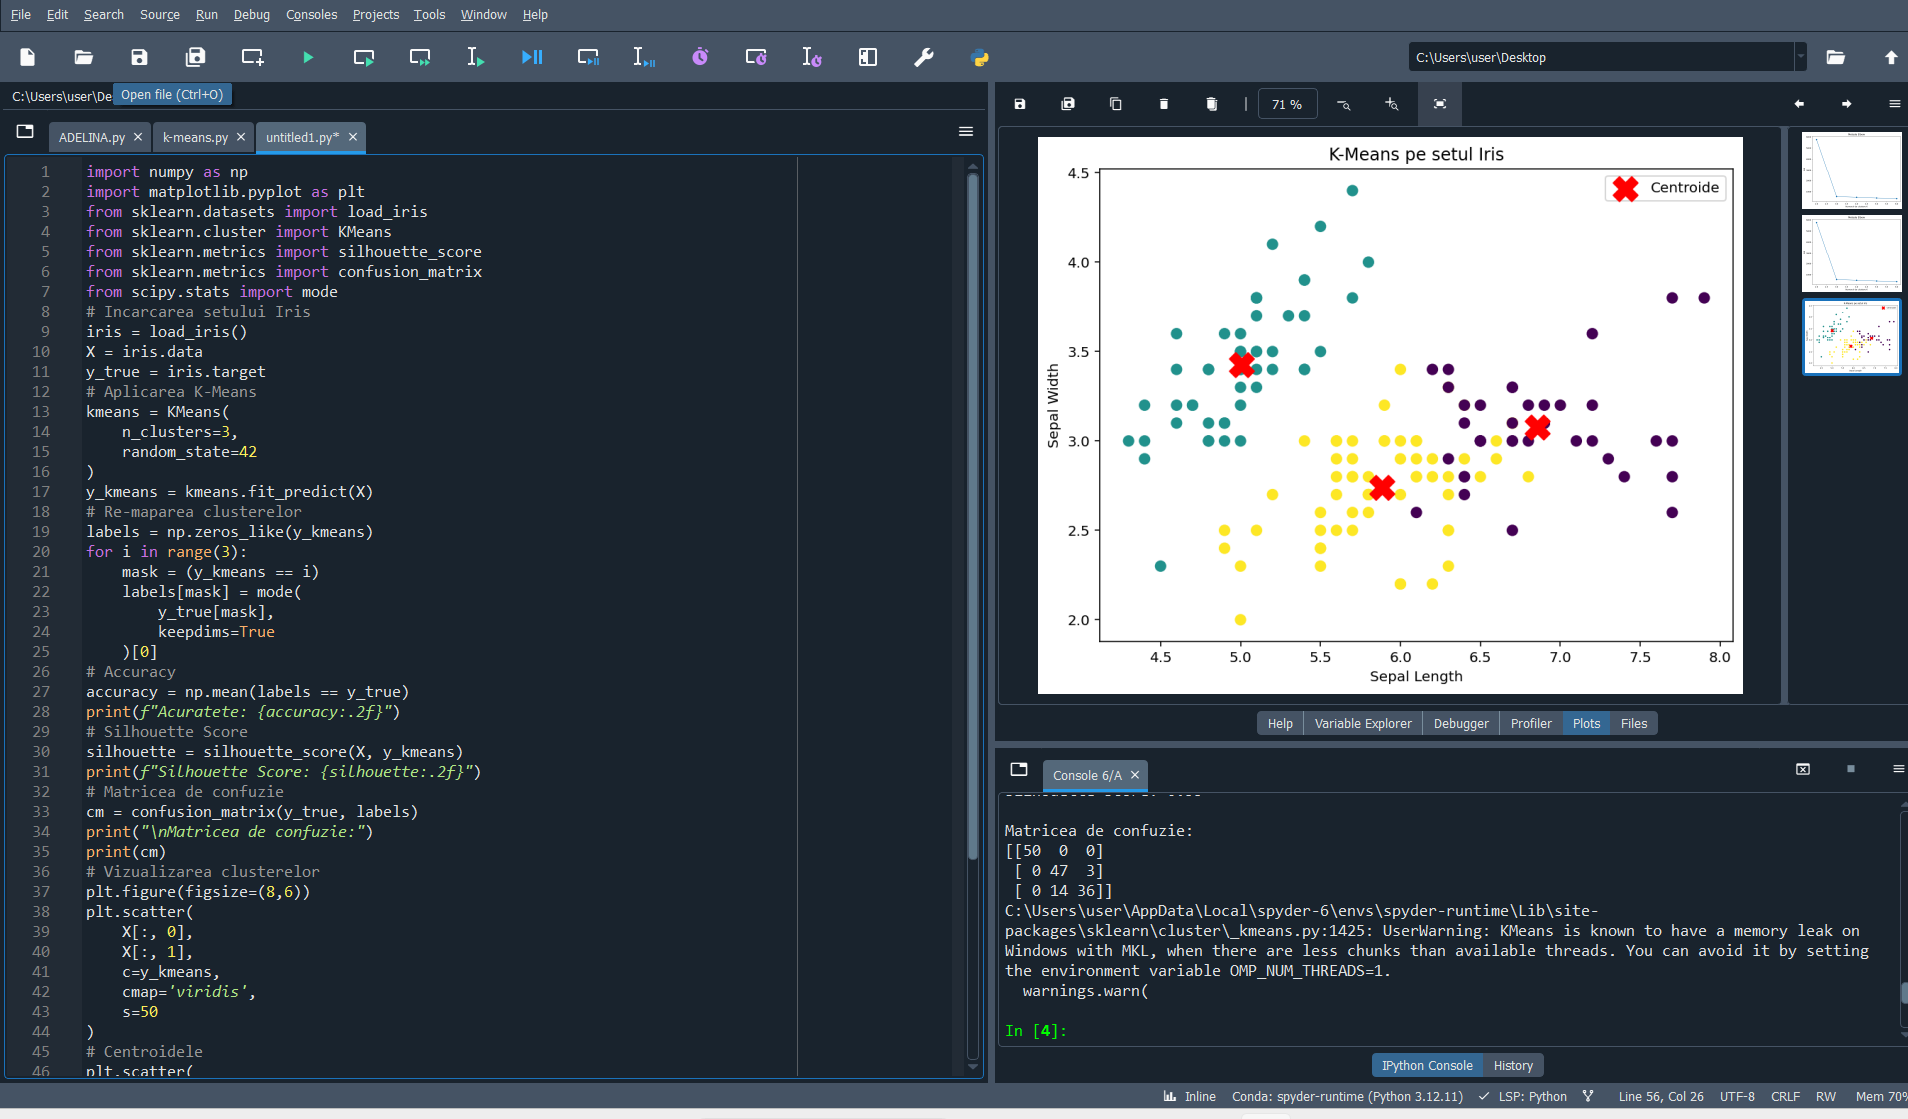 File Edit Search Source Run Debug Consoles Projects Tools Window Help
C:\Users\user\Desktop
C:\Users\user\De
Open file (Ctrl+O)
71 %
ADELINA.py
k-means.py
untitled1.py*
1 import numpy as np
2 import matplotlib.pyplot as plt
3 from sklearn.datasets import load_iris
4 from sklearn.cluster import KMeans
5 from sklearn.metrics import silhouette_score
6 from sklearn.metrics import confusion_matrix
7 from scipy.stats import mode
8 # Incarcarea setului Iris
9 iris = load_iris()
10 X = iris.data
11 y_true = iris.target
12 # Aplicarea K-Means
13 kmeans = KMeans(
14     n_clusters=3,
15     random_state=42
16 )
17 y_kmeans = kmeans.fit_predict(X)
18 # Re-maparea clusterelor
19 labels = np.zeros_like(y_kmeans)
20 for i in range(3):
21     mask = (y_kmeans == i)
22     labels[mask] = mode(
23         y_true[mask],
24         keepdims=True
25     )[0]
26 # Accuracy
27 accuracy = np.mean(labels == y_true)
28 print(f"Acuratete: {accuracy:.2f}")
29 # Silhouette Score
30 silhouette = silhouette_score(X, y_kmeans)
31 print(f"Silhouette Score: {silhouette:.2f}")
32 # Matricea de confuzie
33 cm = confusion_matrix(y_true, labels)
34 print("\nMatricea de confuzie:")
35 print(cm)
36 # Vizualizarea clusterelor
37 plt.figure(figsize=(8,6))
38 plt.scatter(
39     X[:, 0],
40     X[:, 1],
41     c=y_kmeans,
42     cmap='viridis',
43     s=50
44 )
45 # Centroidele
46 plt.scatter(
K-Means pe setul Iris
Centroide
4.5
4.0
3.5
3.0
2.5
2.0
Sepal Width
4.5 5.0 5.5 6.0 6.5 7.0 7.5 8.0
Sepal Length
Help Variable Explorer Debugger Profiler Plots Files
Console 6/A
Matricea de confuzie:
[[50  0  0]
 [ 0 47  3]
 [ 0 14 36]]
C:\Users\user\AppData\Local\spyder-6\envs\spyder-runtime\Lib\site-
packages\sklearn\cluster\_kmeans.py:1425: UserWarning: KMeans is known to have a memory leak on
Windows with MKL, when there are less chunks than available threads. You can avoid it by setting
the environment variable OMP_NUM_THREADS=1.
  warnings.warn(
In [4]:
IPython Console History
Inline Conda: spyder-runtime (Python 3.12.11) LSP: Python Line 56, Col 26 UTF-8 CRLF RW Mem 70%